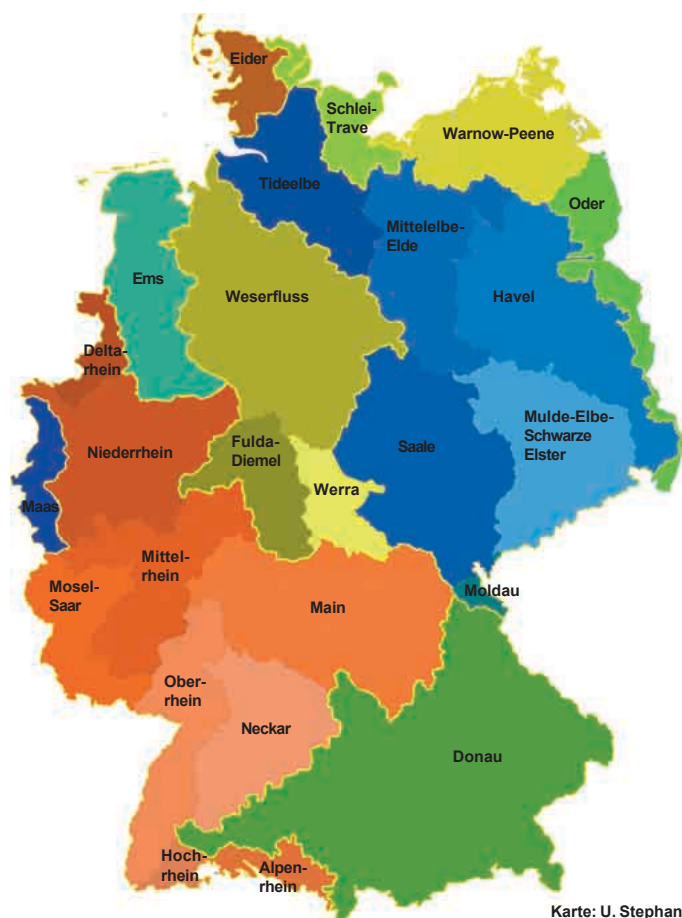 Eider
Schlei-
Trave
Warnow-Peene
Tideelbe
Oder
Mittelelbe-
Elde
Ems
Havel
Weserfluss
Delta-
rhein
Mulde-Elbe-
Schwarze
Elster
Niederrhein
Fulda-
Diemel
Saale
Werra
Maas
Mittel-
rhein
Mosel-
Saar
Moldau
Main
Ober-
rhein
Neckar
Donau
Hoch-
rhein
Alpen-
rhein
Karte: U. Stephan